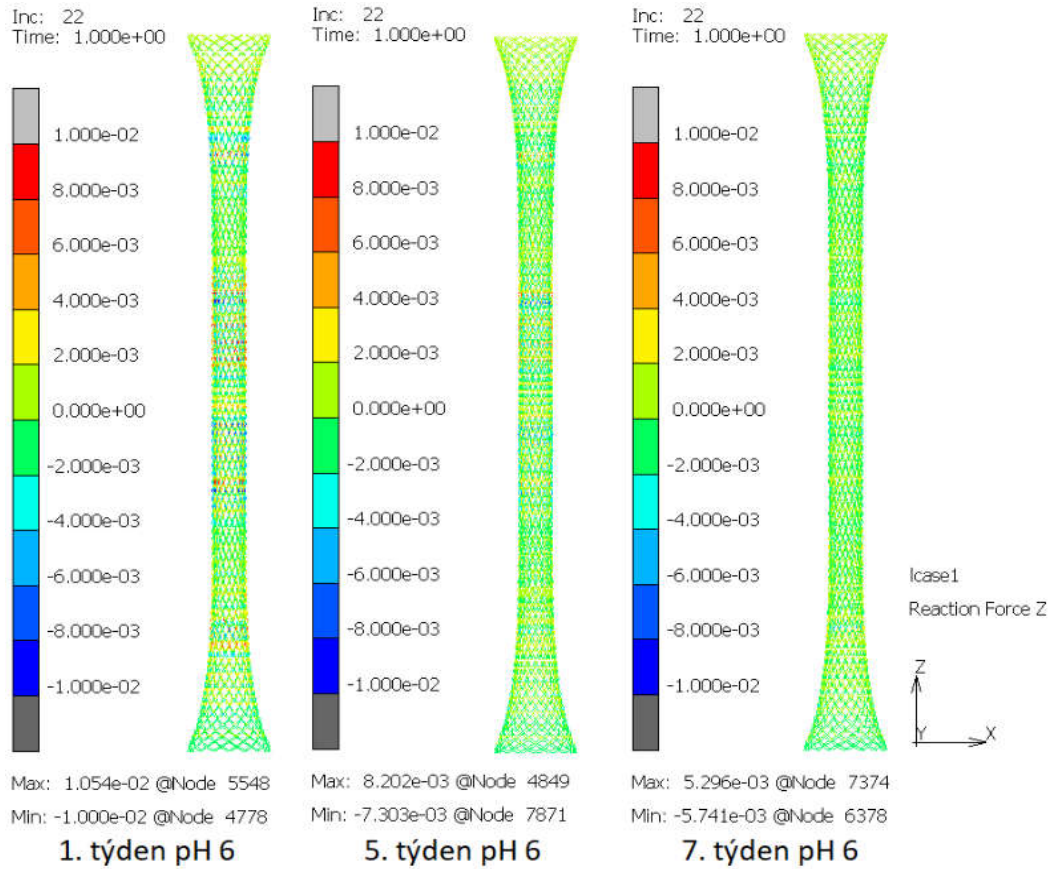 Inc: 22
Time: 1.000e+00
1.000e-02
8.000e-03
6.000e-03
4.000e-03
2.000e-03
0.000e+00
-2.000e-03
-4.000e-03
-6.000e-03
-8.000e-03
-1.000e-02
Max: 1.054e-02 @Node 5548
Min: -1.000e-02 @Node 4778
1. týden pH 6
Inc: 22
Time: 1.000e+00
1.000e-02
8.000e-03
6.000e-03
4.000e-03
2.000e-03
0.000e+00
-2.000e-03
-4.000e-03
-6.000e-03
-8.000e-03
-1.000e-02
Max: 8.202e-03 @Node 4849
Min: -7.303e-03 @Node 7871
5. týden pH 6
Inc: 22
Time: 1.000e+00
1.000e-02
8.000e-03
6.000e-03
4.000e-03
2.000e-03
0.000e+00
-2.000e-03
-4.000e-03
-6.000e-03
-8.000e-03
-1.000e-02
Max: 5.296e-03 @Node 7374
Min: -5.741e-03 @Node 6378
7. týden pH 6
lcase1
Reaction Force Z
Z
Y
X